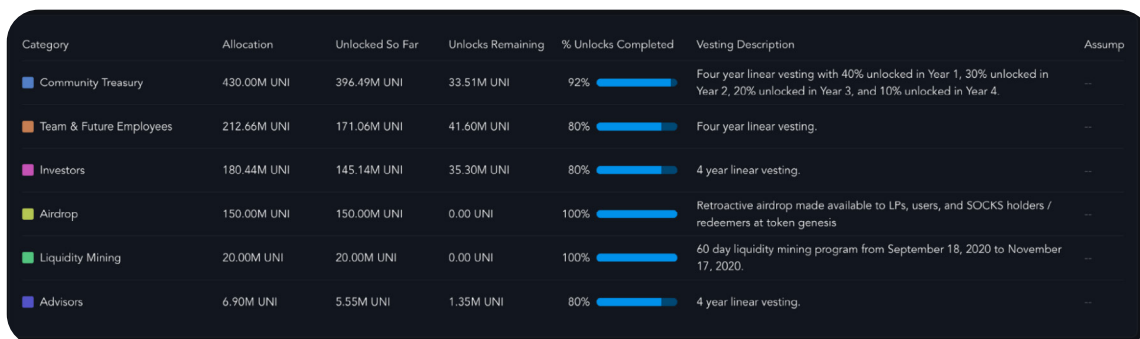 Category Allocation Unlocked So Far Unlocks Remaining % Unlocks Completed Vesting Description Assump
Community Treasury 430.00M UNI 396.49M UNI 33.51M UNI 92% Four year linear vesting with 40% unlocked in Year 1, 30% unlocked in
Year 2, 20% unlocked in Year 3, and 10% unlocked in Year 4. --
Team & Future Employees 212.66M UNI 171.06M UNI 41.60M UNI 80% Four year linear vesting. --
Investors 180.44M UNI 145.14M UNI 35.30M UNI 80% 4 year linear vesting. --
Airdrop 150.00M UNI 150.00M UNI 0.00 UNI 100% Retroactive airdrop made available to LPs, users, and SOCKS holders /
redeemers at token genesis --
Liquidity Mining 20.00M UNI 20.00M UNI 0.00 UNI 100% 60 day liquidity mining program from September 18, 2020 to November
17, 2020. --
Advisors 6.90M UNI 5.55M UNI 1.35M UNI 80% 4 year linear vesting. --